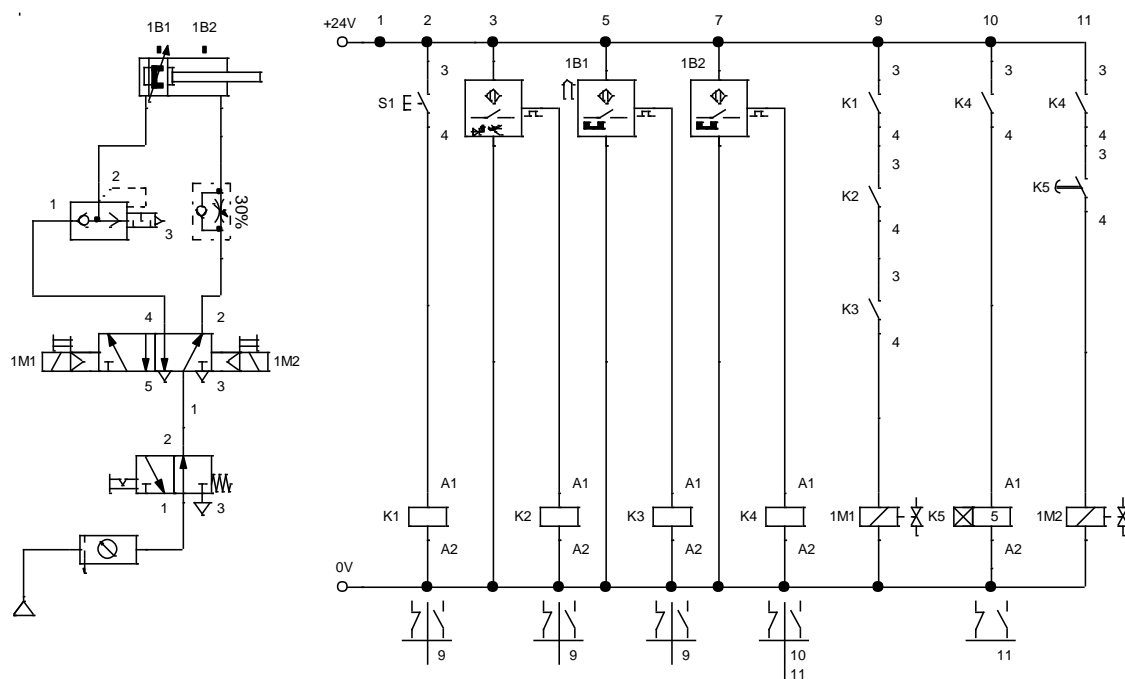 1B1 1B2
2
1
3
30%
4 2
1M1 1M2
5 3
1
2
1 3
+24V 1 2 3 5 7 9 10 11
1B1 1B2
3 3 3 3
S1 K1 K4 K4
4 4 4 4
3 3
K2 K5
4 4
3
K3
4
A1 A1 A1 A1 A1
K1 K2 K3 K4 1M1 K5 5 1M2
A2 A2 A2 A2 A2
0V
9 9 9 10 11
11